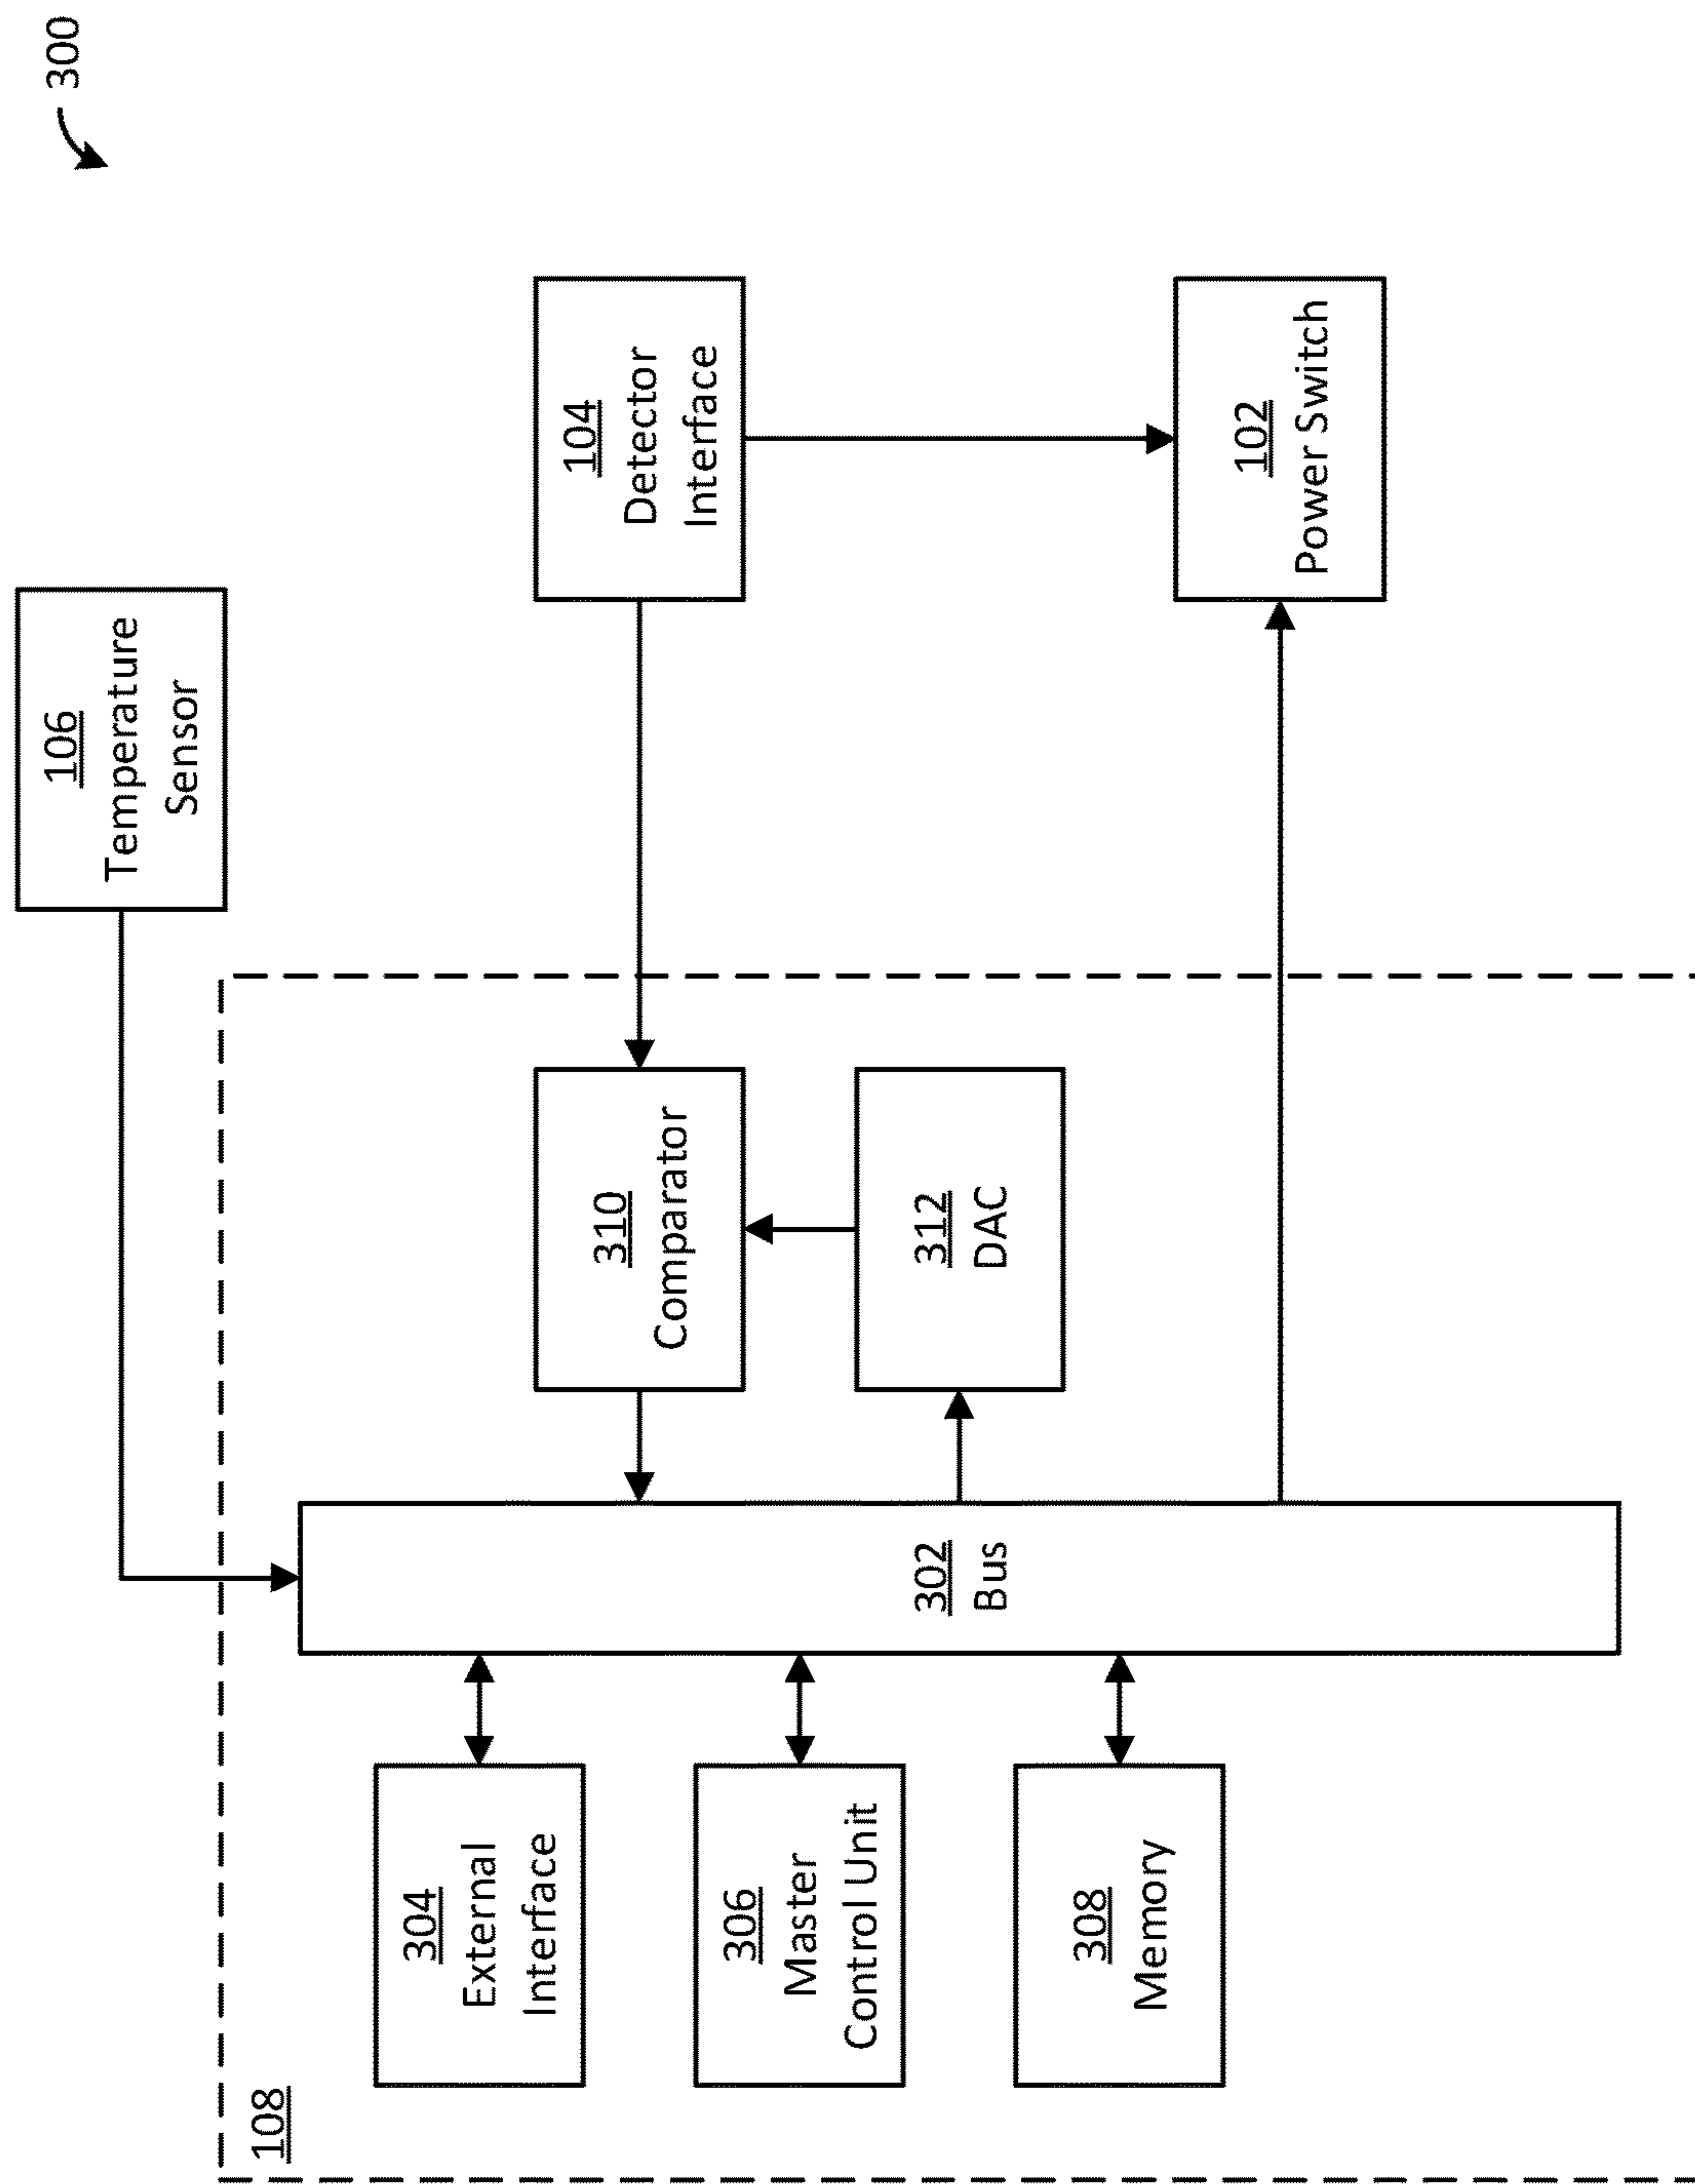 300
106
Temperature
Sensor
108
304
External
Interface
306
Master
Control Unit
308
Memory
302
Bus
310
Comparator
312
DAC
104
Detector
Interface
102
Power Switch